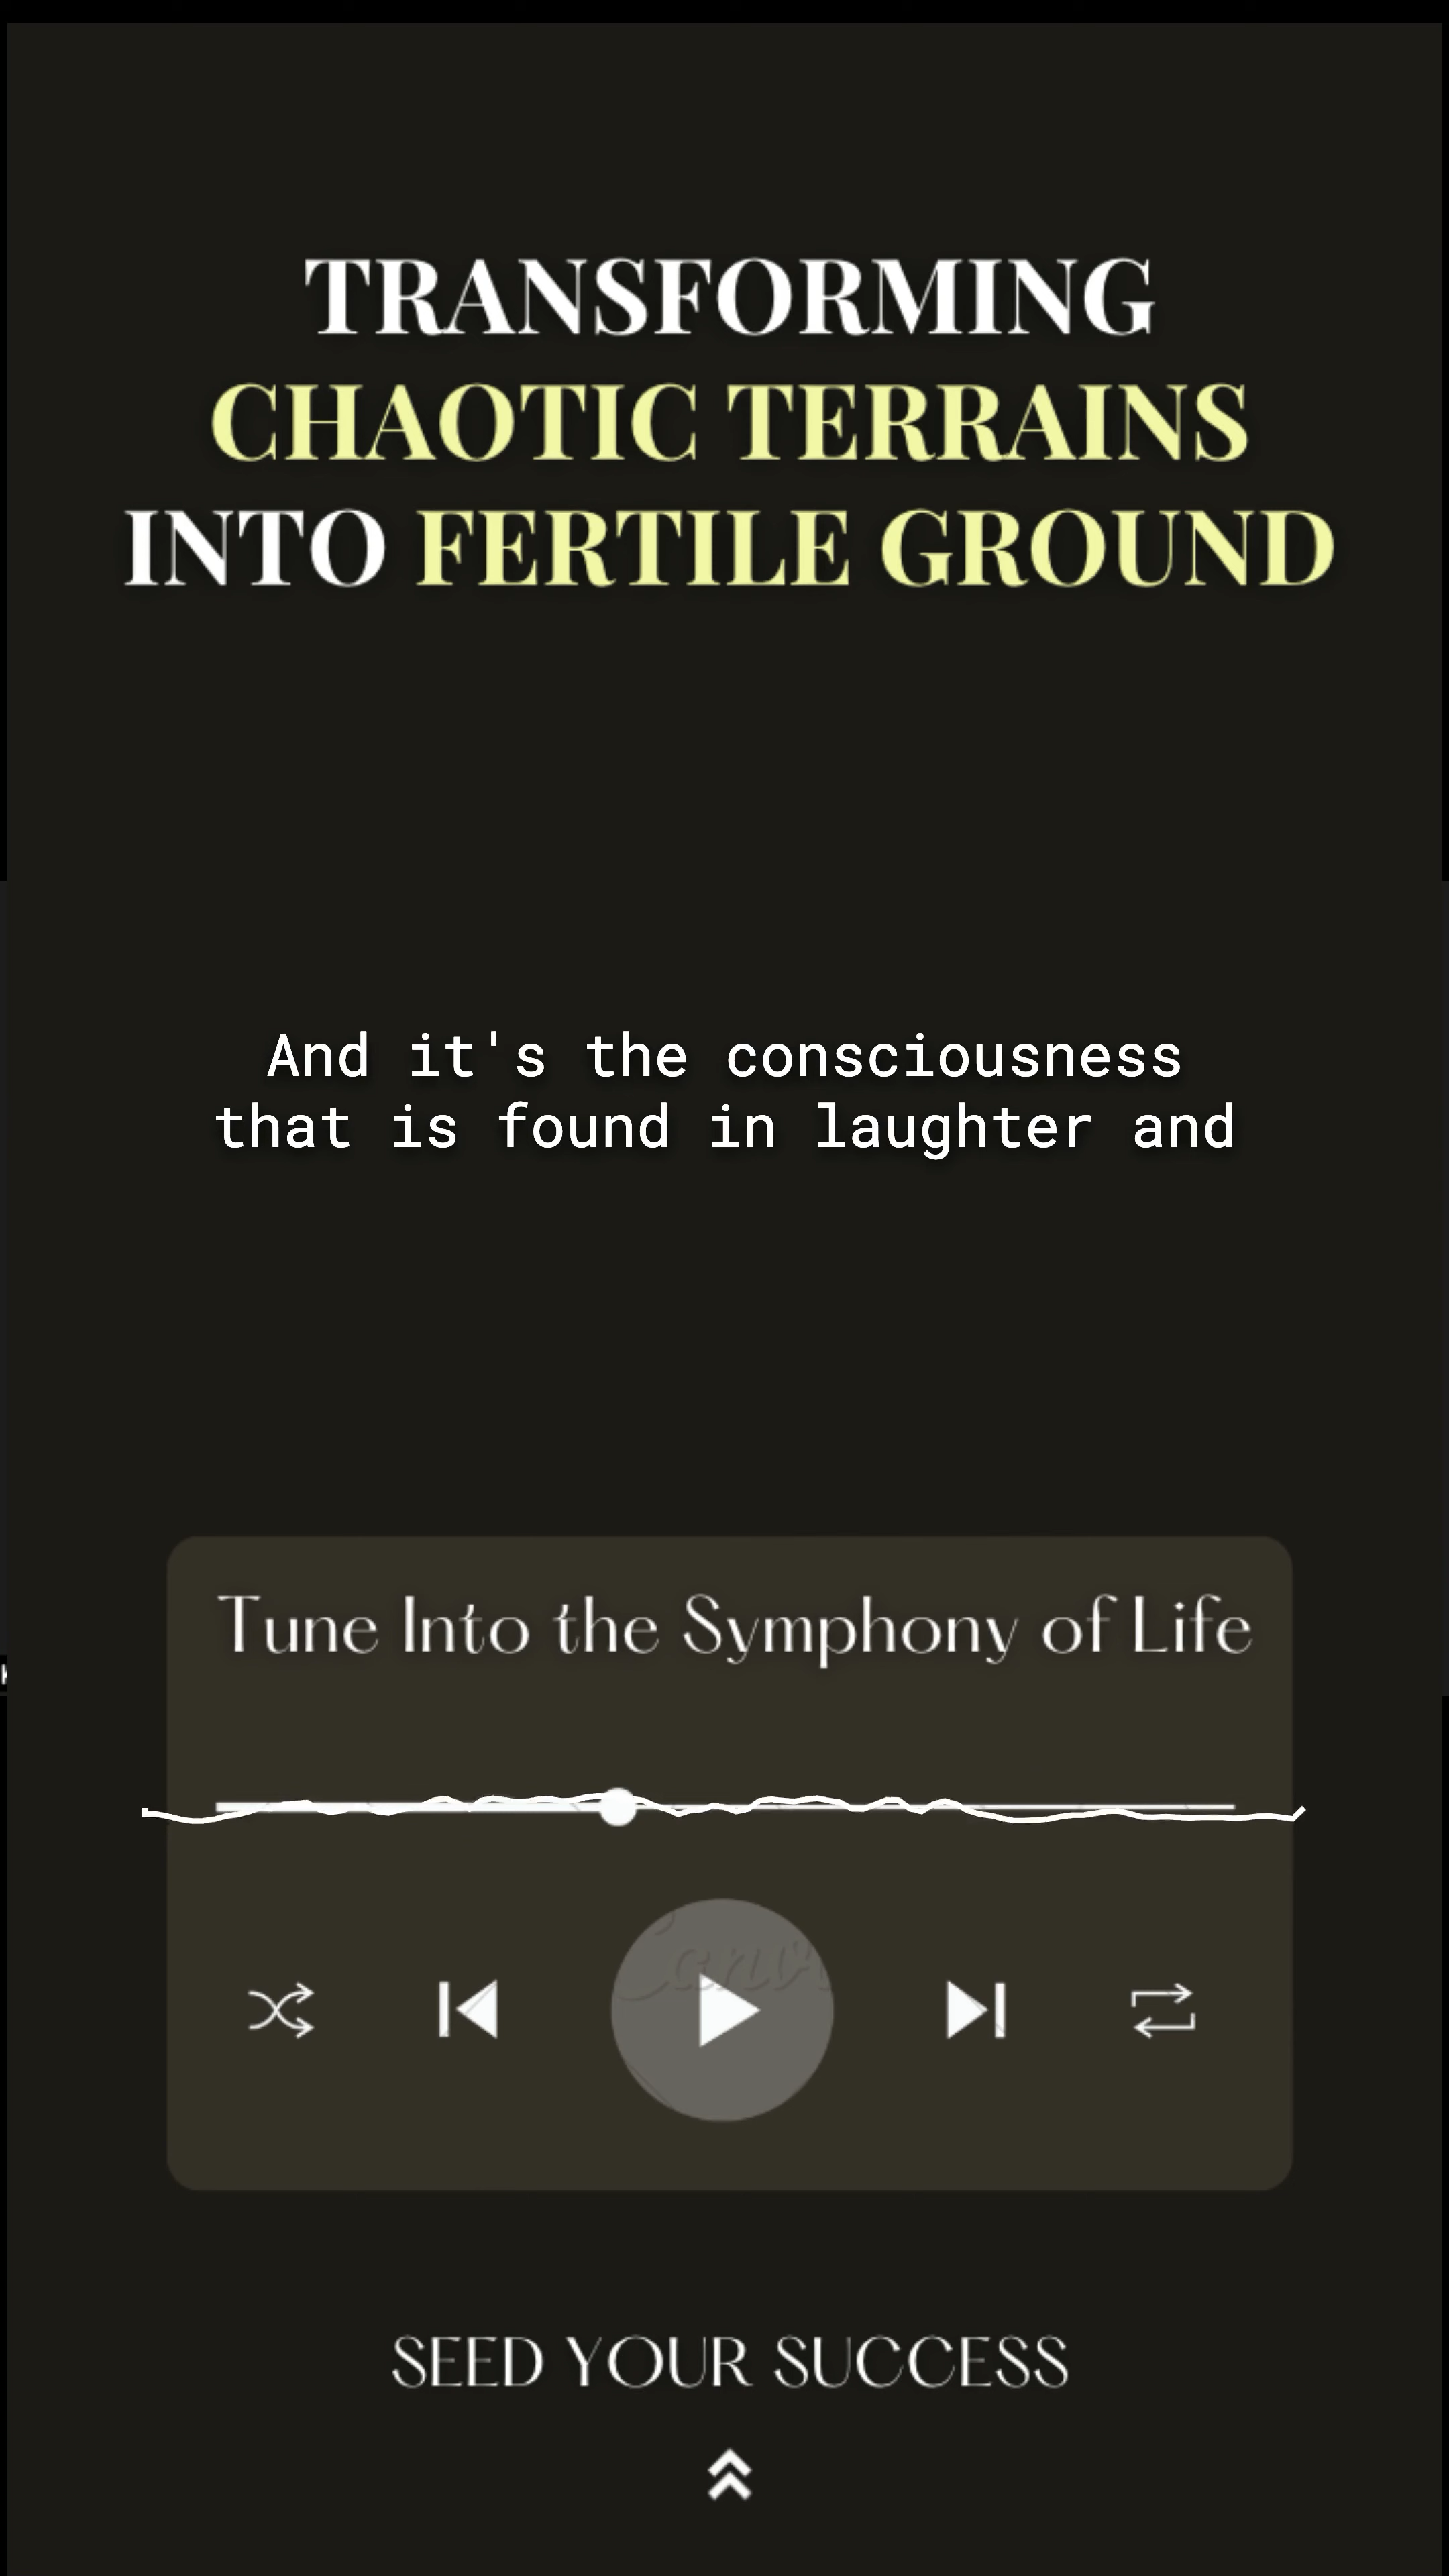 TRANSFORMING
CHAOTIC TERRAINS
INTO FERTILE GROUND
And it's the consciousness
that is found in laughter and
Tune Into the Symphony of Life
Canva
SEED YOUR SUCCESS